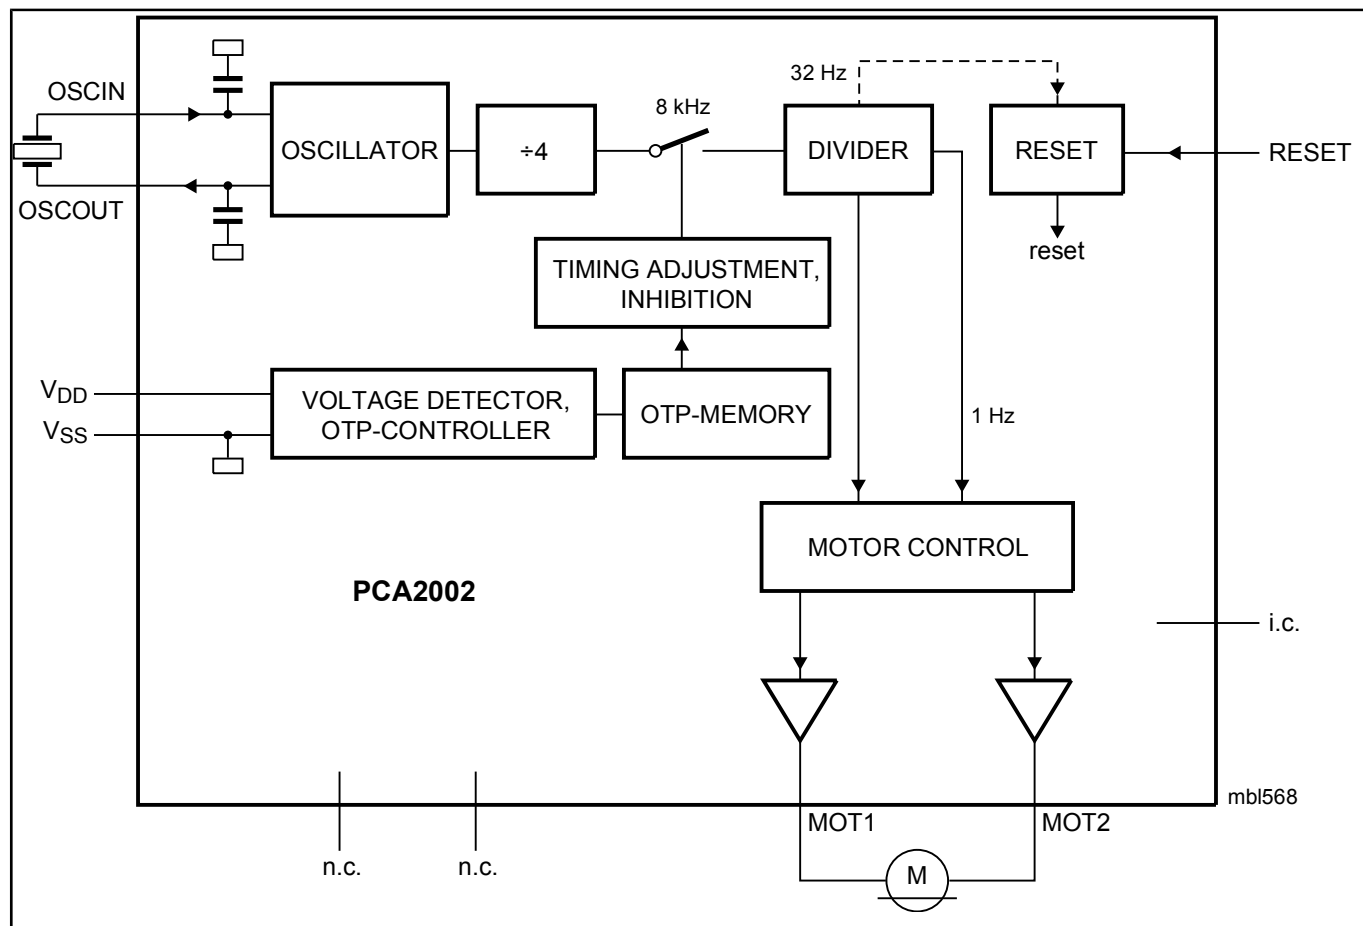 OSCIN
OSCOUT
OSCILLATOR
÷4
8 kHz
32 Hz
DIVIDER
RESET
RESET
reset
TIMING ADJUSTMENT,
INHIBITION
VDD
VSS
VOLTAGE DETECTOR,
OTP-CONTROLLER
OTP-MEMORY
1 Hz
MOTOR CONTROL
PCA2002
i.c.
mbl568
MOT1
MOT2
n.c.
n.c.
M